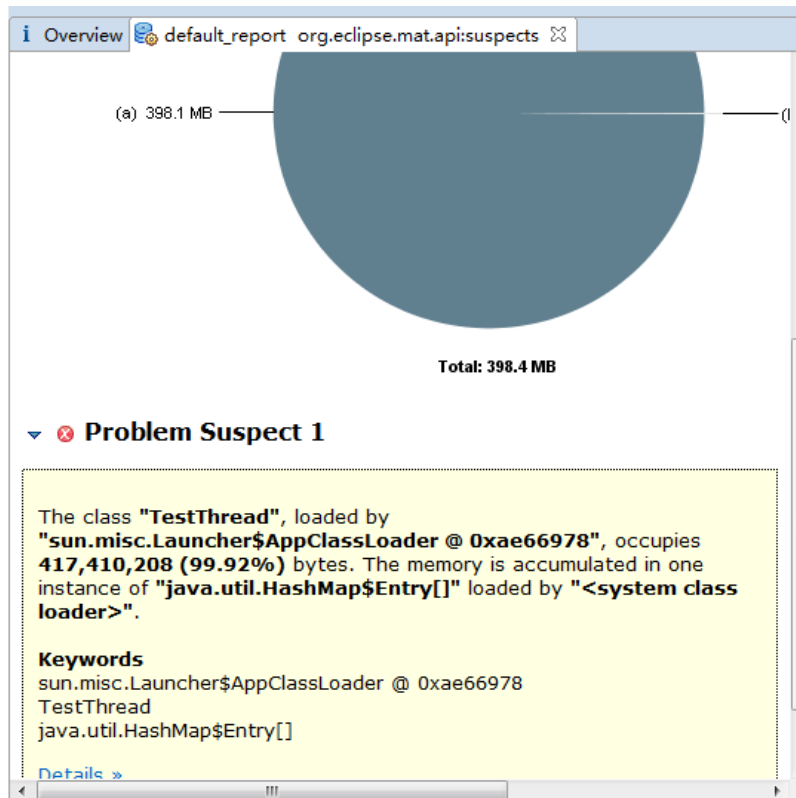 i Overview default_report org.eclipse.mat.api:suspects
(a) 398.1 MB
Total: 398.4 MB
Problem Suspect 1
The class "TestThread", loaded by
"sun.misc.Launcher$AppClassLoader @ 0xae66978", occupies
417,410,208 (99.92%) bytes. The memory is accumulated in one
instance of "java.util.HashMap$Entry[]" loaded by "<system class
loader>".
Keywords
sun.misc.Launcher$AppClassLoader @ 0xae66978
TestThread
java.util.HashMap$Entry[]
Details »